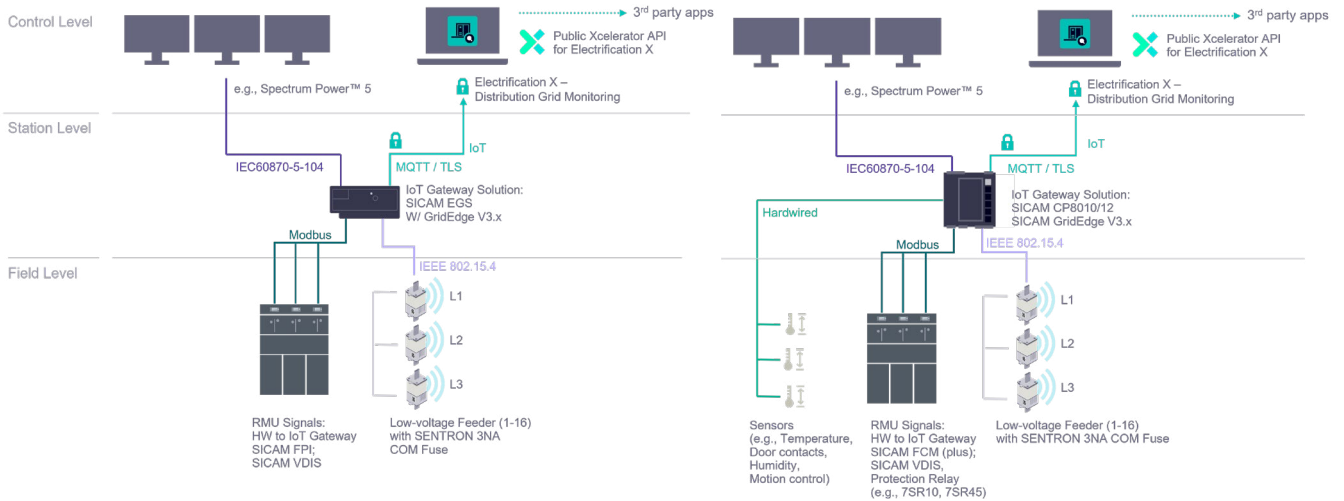 Control Level
3rd party apps
Public Xcelerator API
for Electrification X
e.g., Spectrum Power™ 5
Electrification X –
Distribution Grid Monitoring
Station Level
IoT
IEC60870-5-104
MQTT / TLS
IoT Gateway Solution:
SICAM EGS
W/ GridEdge V3.x
Modbus
IEEE 802.15.4
Field Level
L1
L2
L3
RMU Signals:
HW to IoT Gateway
SICAM FPI;
SICAM VDIS
Low-voltage Feeder (1-16)
with SENTRON 3NA
COM Fuse
3rd party apps
Public Xcelerator API
for Electrification X
e.g., Spectrum Power™ 5
Electrification X –
Distribution Grid Monitoring
IoT
IEC60870-5-104
MQTT / TLS
IoT Gateway Solution:
SICAM CP8010/12
SICAM GridEdge V3.x
Hardwired
Modbus
IEEE 802.15.4
L1
L2
L3
Sensors
(e.g., Temperature,
Door contacts,
Humidity,
Motion control)
RMU Signals:
HW to IoT Gateway
SICAM FCM (plus);
SICAM VDIS,
Protection Relay
(e.g., 7SR10, 7SR45)
Low-voltage Feeder (1-16)
with SENTRON 3NA COM Fuse